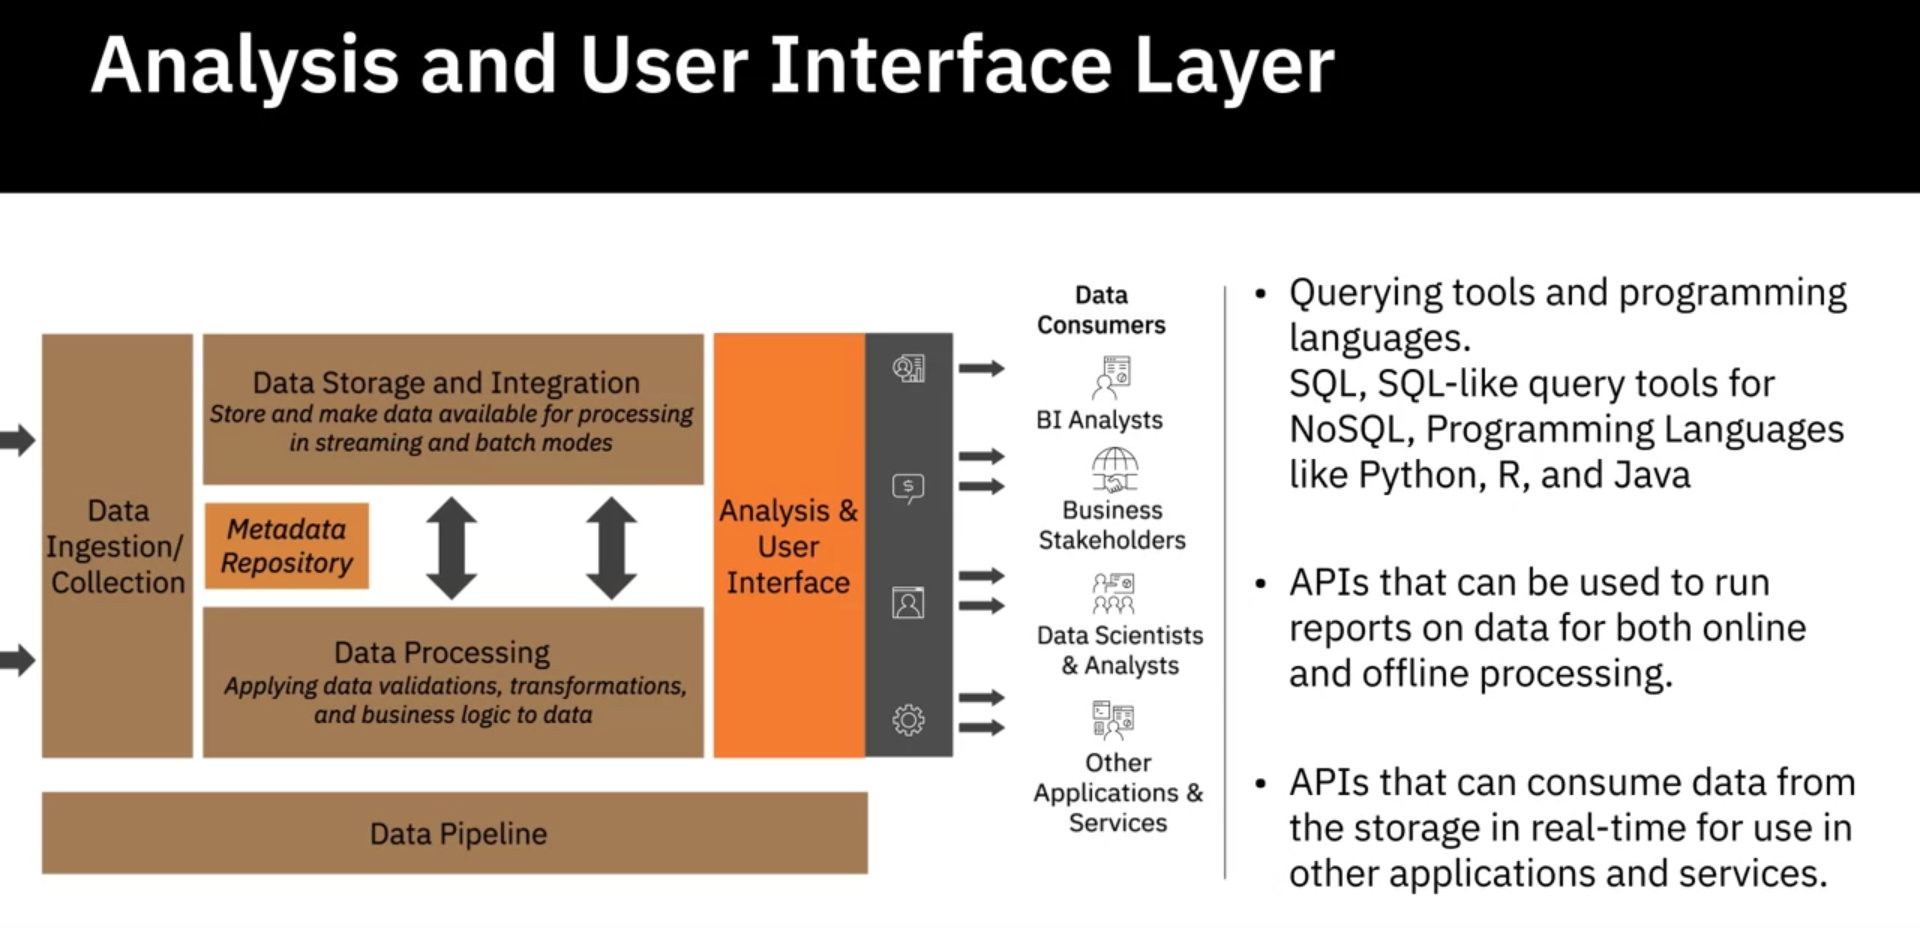 Analysis and User Interface Layer
Data
Ingestion/
Collection
Data Storage and Integration
Store and make data available for processing
in streaming and batch modes
Metadata
Repository
Data Processing
Applying data validations, transformations,
and business logic to data
Analysis &
User
Interface
$
Data Pipeline
Data
Consumers
BI Analysts
Business
Stakeholders
Data Scientists
& Analysts
Other
Applications &
Services
• Querying tools and programming
languages.
SQL, SQL-like query tools for
NoSQL, Programming Languages
like Python, R, and Java
• APIs that can be used to run
reports on data for both online
and offline processing.
• APIs that can consume data from
the storage in real-time for use in
other applications and services.